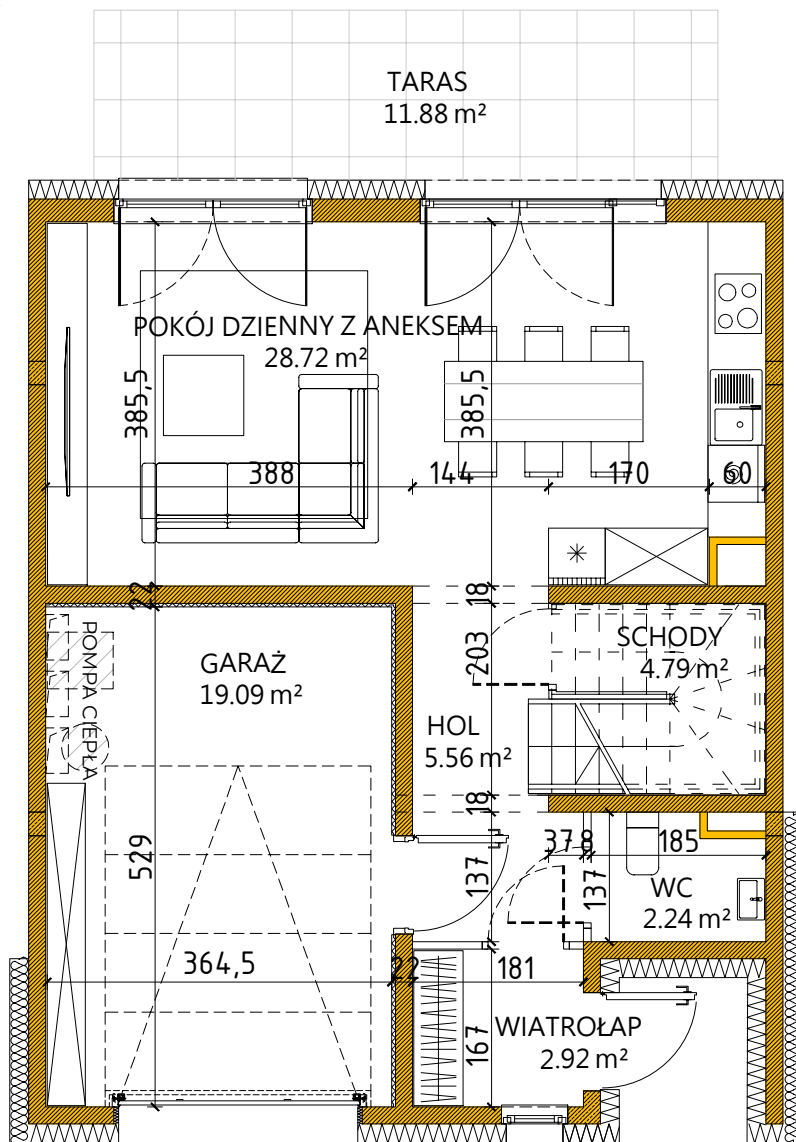 TARAS
11.88 m²
POKÓJ DZIENNY Z ANEKSEM
28.72 m²
385,5
385,5
388
144
170
60
22
18
POMPA CIEPŁA
GARAŻ
19.09 m²
203
SCHODY
4.79 m²
HOL
5.56 m²
18
529
137
37
8
185
137
WC
2.24 m²
364,5
22
181
167
WIATROŁAP
2.92 m²